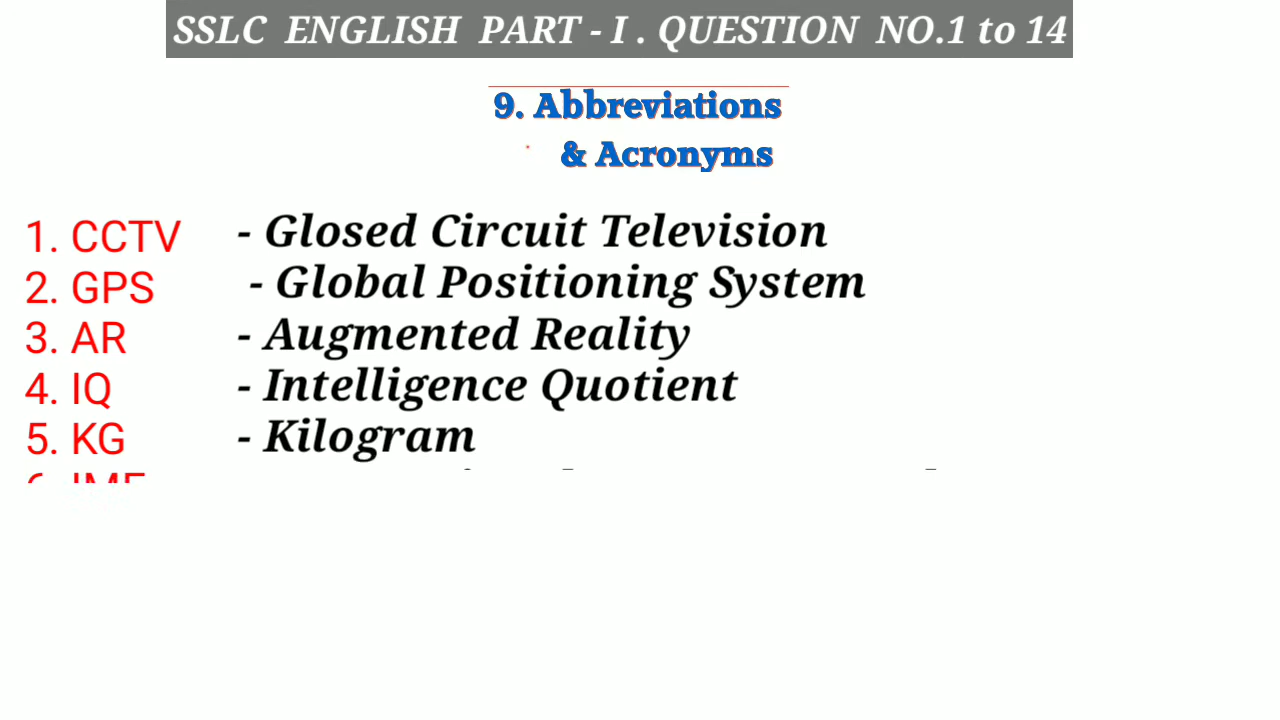 SSLC ENGLISH PART - I . QUESTION NO.1 to 14
9. Abbreviations
& Acronyms
1. CCTV - Glosed Circuit Television
2. GPS - Global Positioning System
3. AR - Augmented Reality
4. IQ - Intelligence Quotient
5. KG - Kilogram